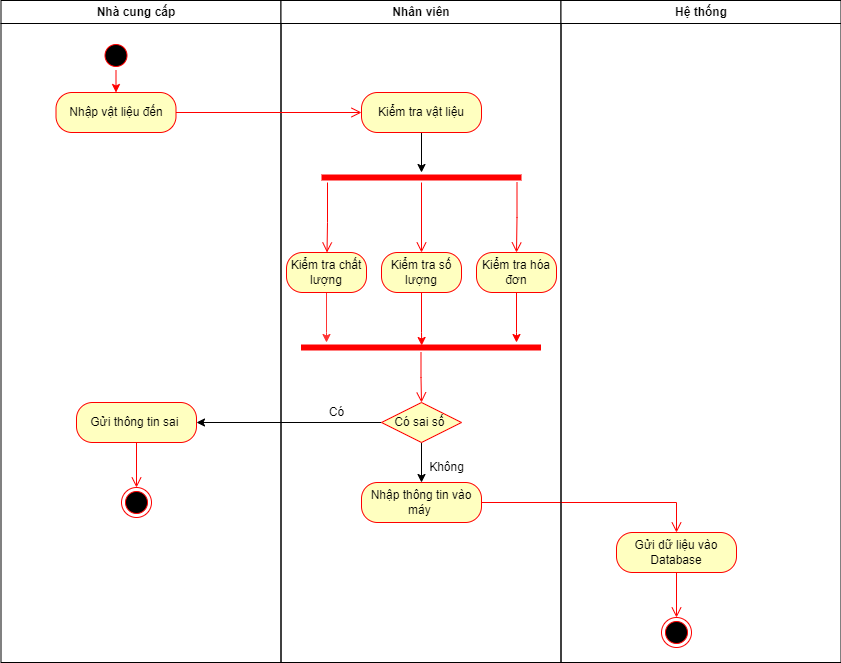 Nhà cung cấp
Nhân viên
Hệ thống
Nhập vật liệu đến
Kiểm tra vật liệu
Kiểm tra chất
lượng
Kiểm tra số
lượng
Kiểm tra hóa
đơn
Có
Gửi thông tin sai
Có sai số
Không
Nhập thông tin vào
máy
Gửi dữ liệu vào
Database